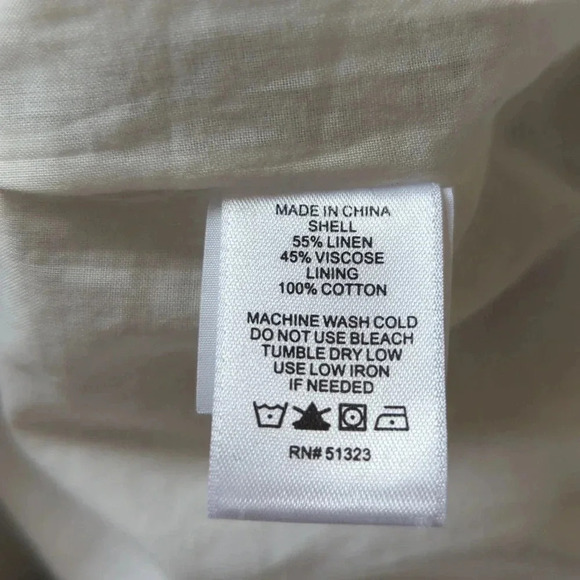 MADE IN CHINA
SHELL
55% LINEN
45% VISCOSE
LINING
100% COTTON
MACHINE WASH COLD
DO NOT USE BLEACH
TUMBLE DRY LOW
USE LOW IRON
IF NEEDED
RN# 51323